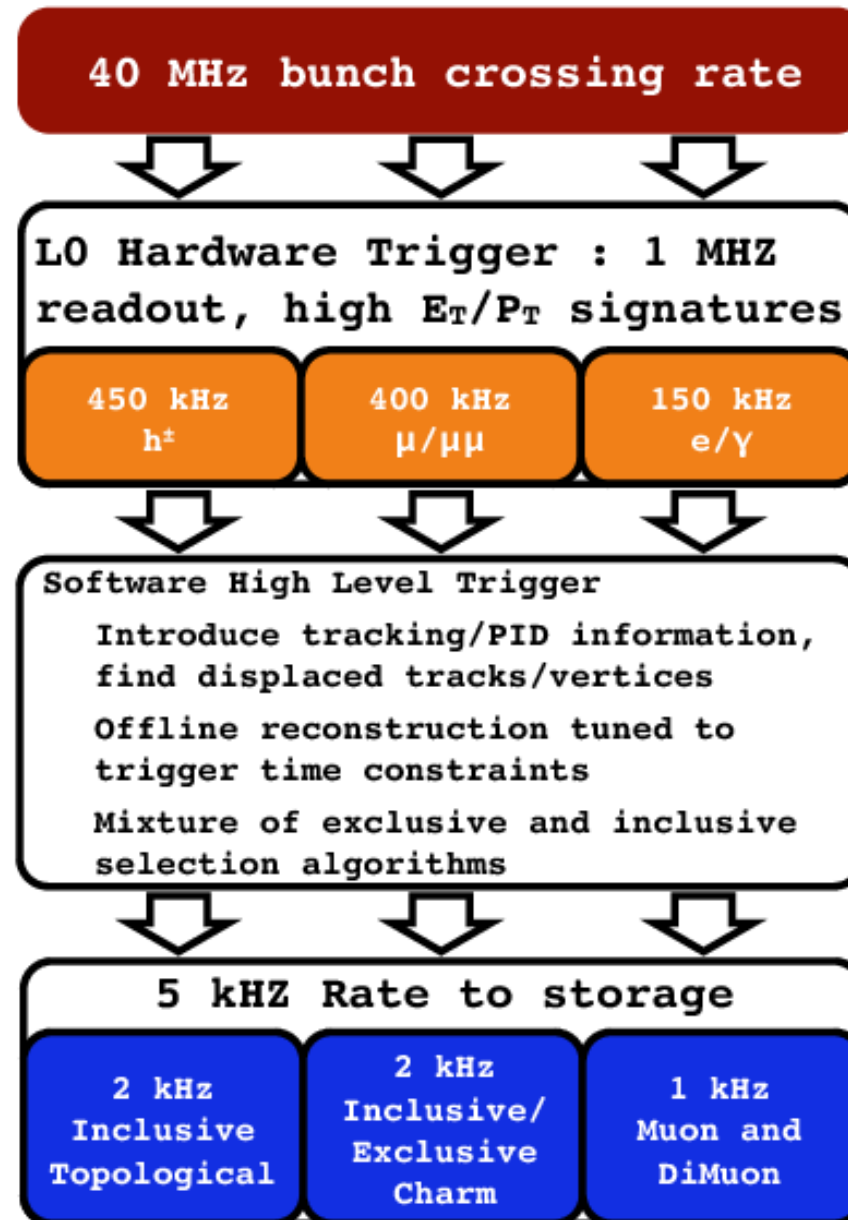 40 MHz bunch crossing rate
L0 Hardware Trigger : 1 MHZ
readout, high E_T/P_T signatures
450 kHz
h±
400 kHz
μ/μμ
150 kHz
e/γ
Software High Level Trigger
Introduce tracking/PID information,
find displaced tracks/vertices
Offline reconstruction tuned to
trigger time constraints
Mixture of exclusive and inclusive
selection algorithms
5 kHZ Rate to storage
2 kHz
Inclusive
Topological
2 kHz
Inclusive/
Exclusive
Charm
1 kHz
Muon and
DiMuon